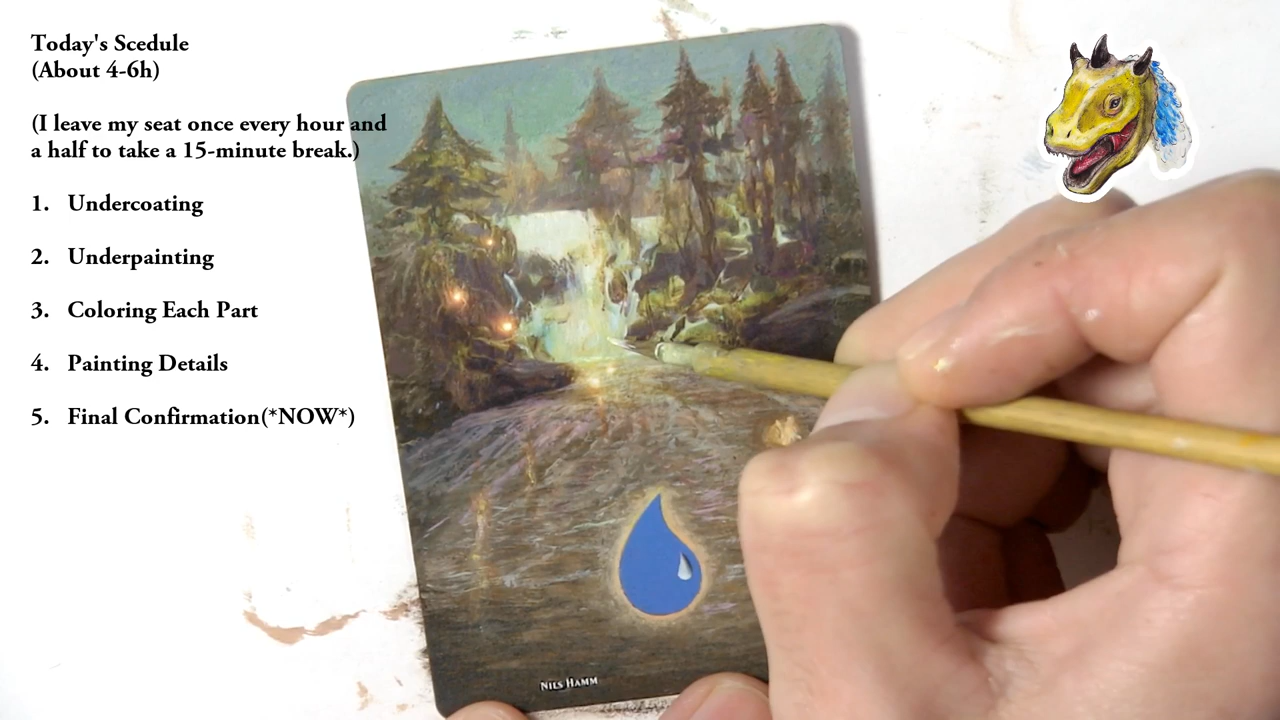 Today's Scedule
(About 4-6h)
(I leave my seat once every hour and
a half to take a 15-minute break.)
1. Undercoating
2. Underpainting
3. Coloring Each Part
4. Painting Details
5. Final Confirmation(*NOW*)
Nils Hamm